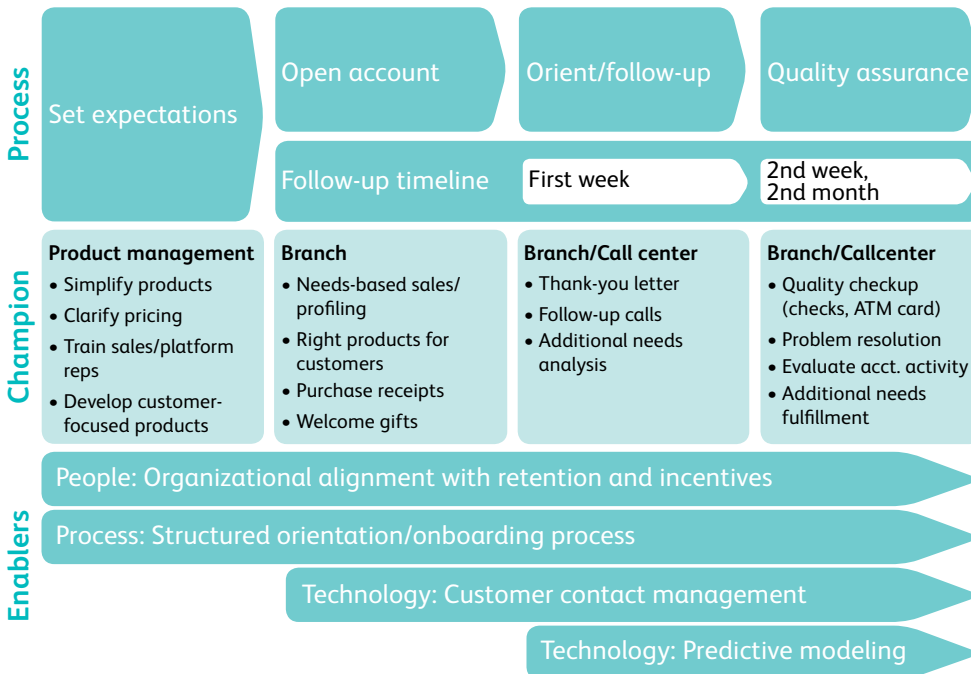 Process
Set expectations
Open account
Orient/follow-up
Quality assurance
Follow-up timeline
First week
2nd week,
2nd month
Champion
Product management
• Simplify products
• Clarify pricing
• Train sales/platform
reps
• Develop customer-
focused products
Branch
• Needs-based sales/
profiling
• Right products for
customers
• Purchase receipts
• Welcome gifts
Branch/Call center
• Thank-you letter
• Follow-up calls
• Additional needs
analysis
Branch/Callcenter
• Quality checkup
(checks, ATM card)
• Problem resolution
• Evaluate acct. activity
• Additional needs
fulfillment
Enablers
People: Organizational alignment with retention and incentives
Process: Structured orientation/onboarding process
Technology: Customer contact management
Technology: Predictive modeling